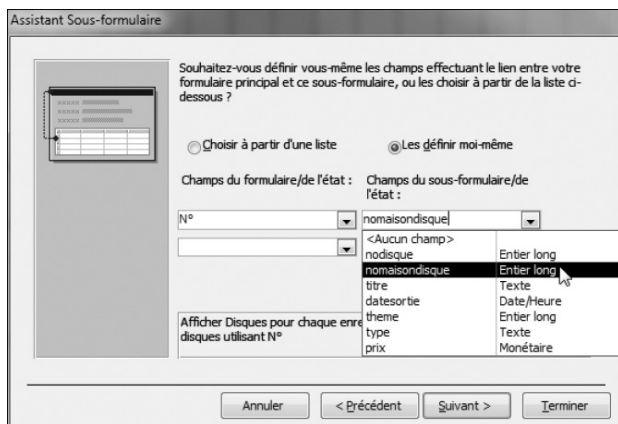 Assistant Sous-formulaire
Souhaitez-vous définir vous-même les champs effectuant le lien entre votre
formulaire principal et ce sous-formulaire, ou les choisir à partir de la liste ci-
dessous ?
Choisir à partir d'une liste
Les définir moi-même
Champs du formulaire/de l'état :
Champs du sous-formulaire/de
l'état :
N°
nomaisondisque
<Aucun champ>
nodisque Entier long
nomaisondisque Entier long
titre Texte
datesortie Date/Heure
theme Entier long
type Texte
prix Monétaire
Afficher Disques pour chaque enre
disques utilisant N°
Annuler
< Précédent
Suivant >
Terminer